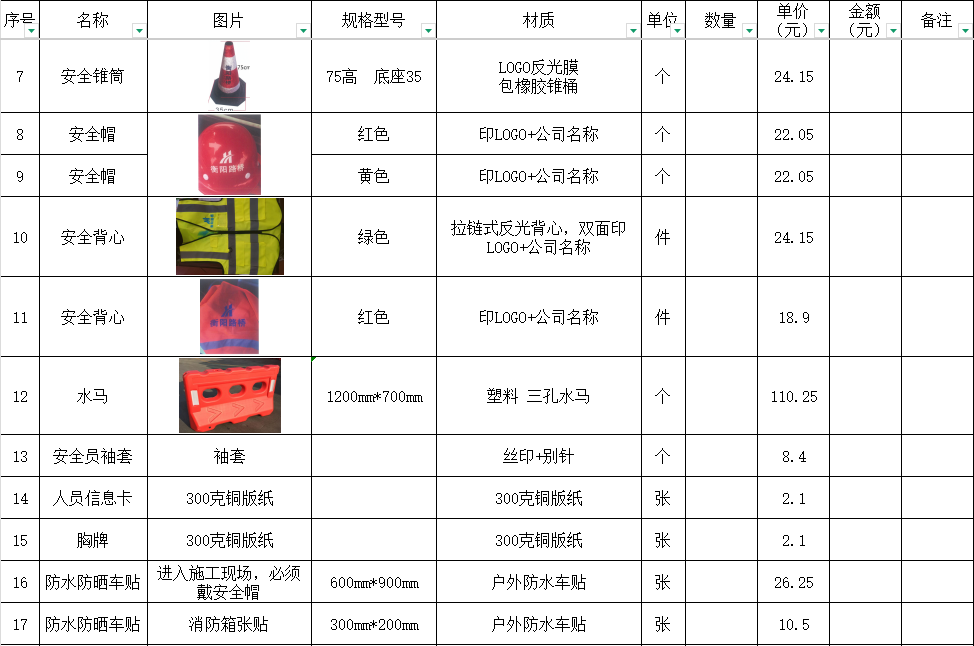 序号 名称 图片 规格型号 材质 单位 数量 单价（元） 金额（元） 备注
7 安全锥筒 75cm 35cm 75高 底座35 LOGO反光膜 包橡胶锥桶 个 24.15
8 安全帽 红色 印LOGO+公司名称 个 22.05
衡阳路桥
9 安全帽 黄色 印LOGO+公司名称 个 22.05
10 安全背心 绿色 拉链式反光背心，双面印LOGO+公司名称 件 24.15
11 安全背心 衡阳路桥 红色 印LOGO+公司名称 件 18.9
12 水马 1200mm*700mm 塑料 三孔水马 个 110.25
13 安全员袖套 袖套 丝印+别针 个 8.4
14 人员信息卡 300克铜版纸 300克铜版纸 张 2.1
15 胸牌 300克铜版纸 300克铜版纸 张 2.1
16 防水防晒车贴 进入施工现场，必须戴安全帽 600mm*900mm 户外防水车贴 张 26.25
17 防水防晒车贴 消防箱张贴 300mm*200mm 户外防水车贴 张 10.5